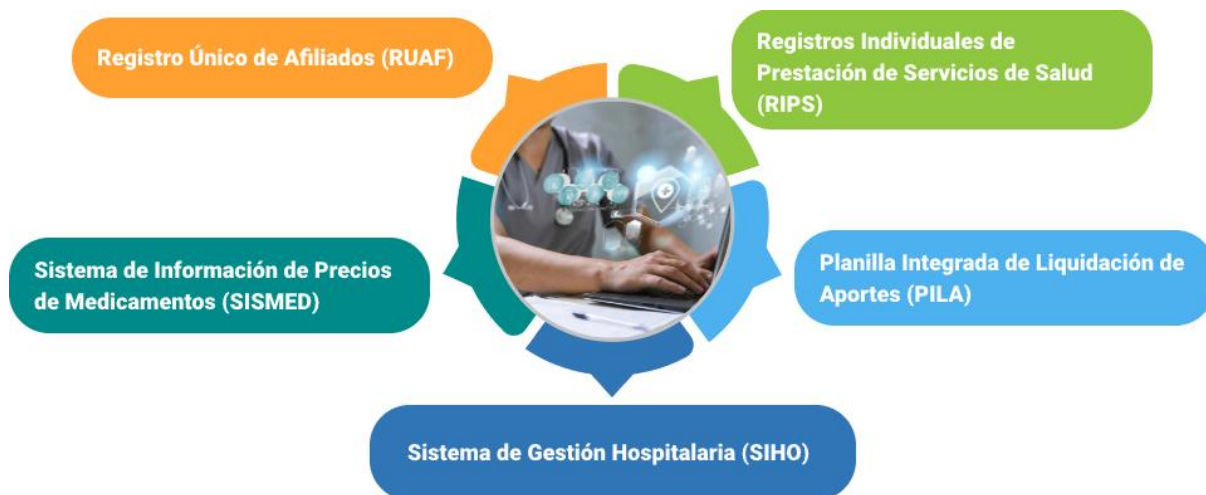 Registro Único de Afiliados (RUAF)
Registros Individuales de
Prestación de Servicios de Salud
(RIPS)
Sistema de Información de Precios
de Medicamentos (SISMED)
Planilla Integrada de Liquidación de
Aportes (PILA)
Sistema de Gestión Hospitalaria (SIHO)